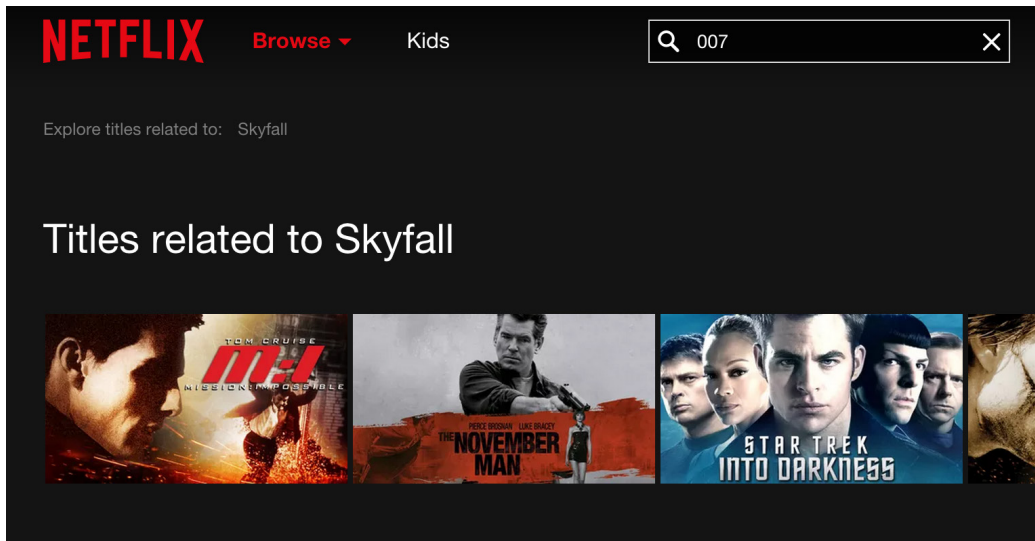 NETFLIX Browse Kids 007
Explore titles related to: Skyfall
Titles related to Skyfall
TOM CRUISE
M:I
MISSION:IMPOSSIBLE
PIERCE BROSNAN LUKE BRACEY
THE NOVEMBER
MAN
STAR TREK
INTO DARKNESS